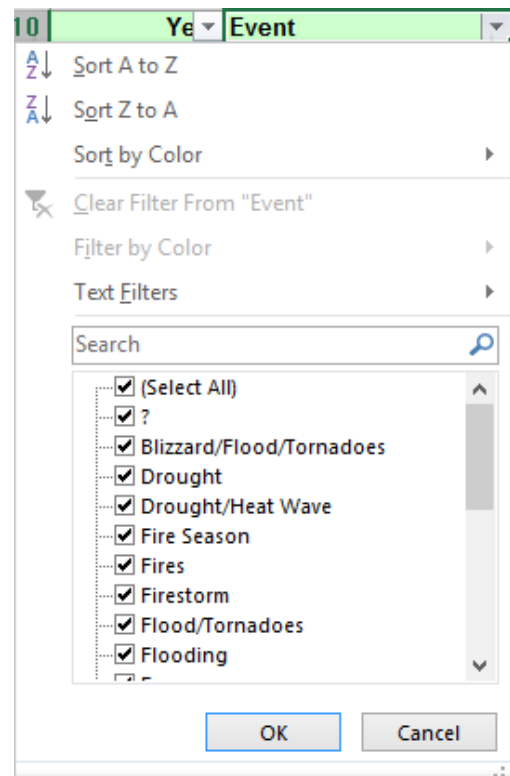 10 Ye Event
Sort A to Z
Sort Z to A
Sort by Color
Clear Filter From "Event"
Filter by Color
Text Filters
Search
(Select All)
?
Blizzard/Flood/Tornadoes
Drought
Drought/Heat Wave
Fire Season
Fires
Firestorm
Flood/Tornadoes
Flooding
OK Cancel